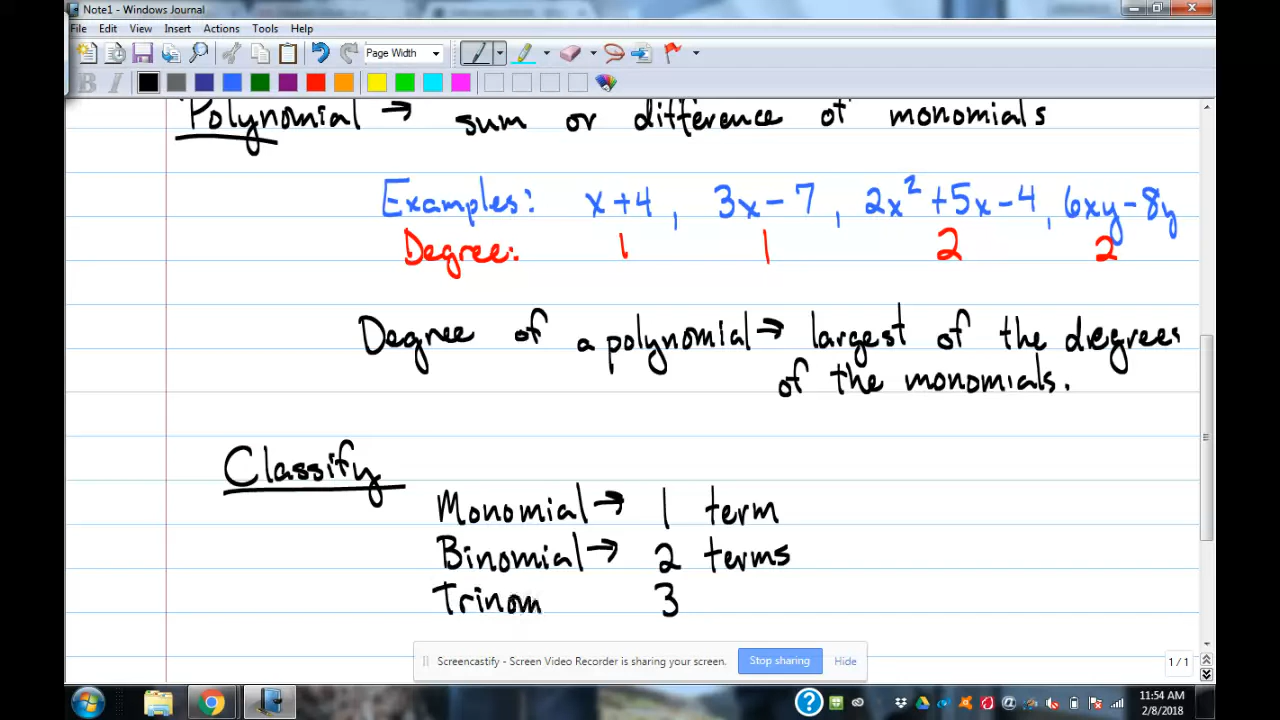 Note1 - Windows Journal
File Edit View Insert Actions Tools Help
Page Width
B I
Polynomial → sum or difference of monomials
Examples: x+4, 3x-7, 2x²+5x-4, 6xy-8y
Degree: 1 1 2 2
Degree of a polynomial → largest of the degrees
of the monomials.
Classify
Monomial → 1 term
Binomial → 2 terms
Trinom 3
Screencastify - Screen Video Recorder is sharing your screen. Stop sharing Hide
1 / 1
11:54 AM
2/8/2018